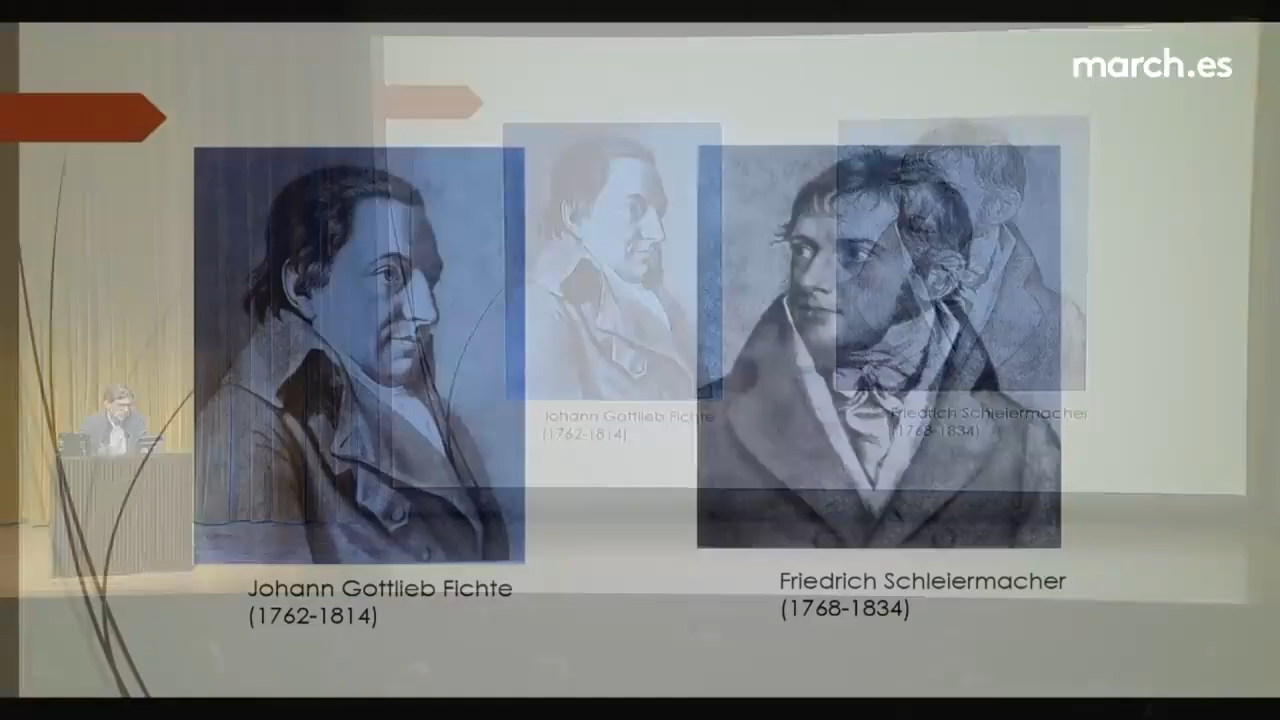 march.es
Johann Gottlieb Fichte
(1762-1814)
Friedrich Schleiermacher
(1768-1834)
Johann Gottlieb Fichte
(1762-1814)
Friedrich Schleiermacher
(1768-1834)